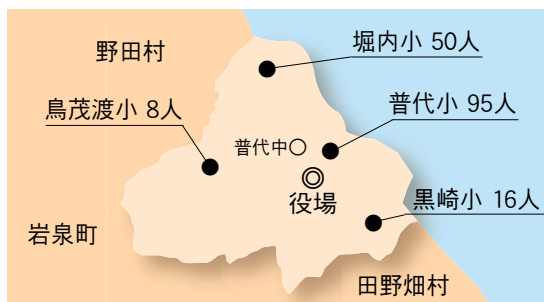 野田村
堀内小 50人
鳥茂渡小 8人
普代小 95人
普代中
役場
黒崎小 16人
岩泉町
田野畑村